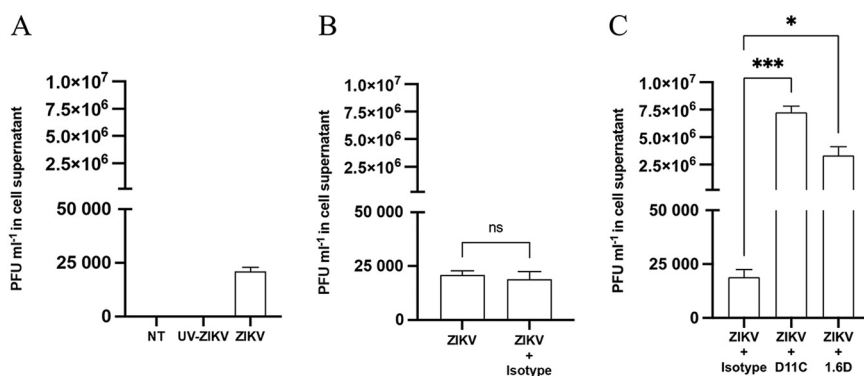 A
PFU ml⁻¹ in cell supernatant
1.0×10⁷
7.5×10⁶
5.0×10⁶
2.5×10⁶
50 000
25 000
0
NT UV-ZIKV ZIKV
B
PFU ml⁻¹ in cell supernatant
1.0×10⁷
7.5×10⁶
5.0×10⁶
2.5×10⁶
50 000
25 000
0
ns
ZIKV ZIKV
+
Isotype
C
PFU ml⁻¹ in cell supernatant
1.0×10⁷
7.5×10⁶
5.0×10⁶
2.5×10⁶
50 000
25 000
0
*
***
ZIKV ZIKV ZIKV
+ + +
Isotype D11C 1.6D